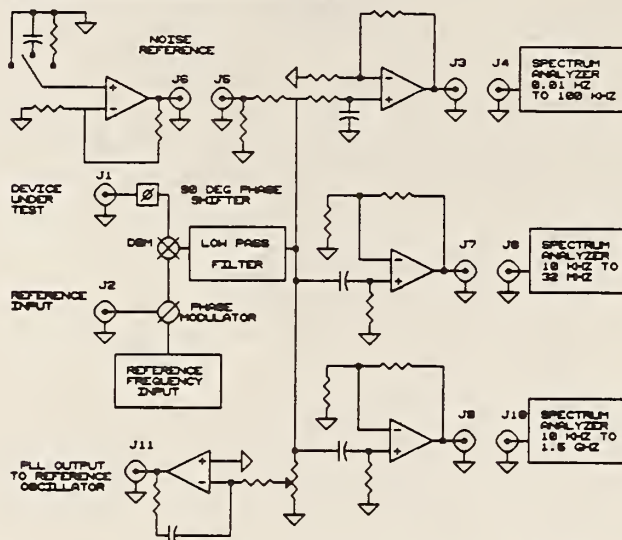 NOISE
REFERENCE
J6
J5
J3
J4
SPECTRUM
ANALYZER
0.01 HZ
TO 100 KHZ
J1
DEVICE
UNDER
TEST
Ø
90 DEG PHASE
SHIFTER
DBM
LOW PASS
FILTER
J7
J8
SPECTRUM
ANALYZER
10 KHZ TO
32 MHZ
J2
REFERENCE
INPUT
PHASE
MODULATOR
REFERENCE
FREQUENCY
INPUT
J9
J10
SPECTRUM
ANALYZER
10 KHZ TO
1.5 GHZ
J11
PLL OUTPUT
TO REFERENCE
OSCILLATOR